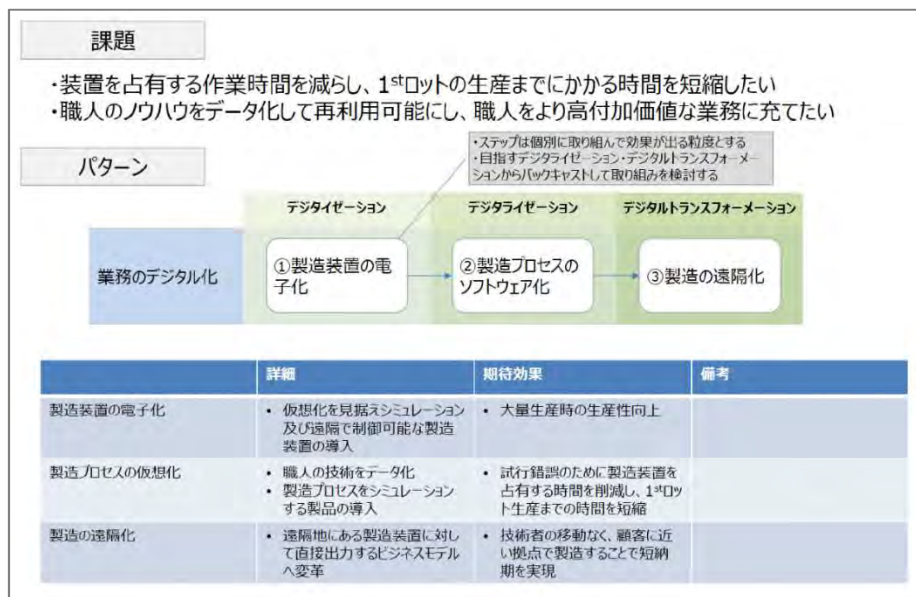 課題
・装置を占有する作業時間を減らし、1stロットの生産までにかかる時間を短縮したい
・職人のノウハウをデータ化して再利用可能にし、職人をより高付加価値な業務に充てたい
・ステップは個別に取り組んで効果が出る粒度とする
・目指すデジタライゼーション・デジタルトランスフォーメー
ションからバックキャストして取り組みを検討する
パターン
デジタイゼーション
デジタライゼーション
デジタルトランスフォーメーション
業務のデジタル化
①製造装置の電
子化
②製造プロセスの
ソフトウェア化
③製造の遠隔化
詳細
期待効果
備考
製造装置の電子化
• 仮想化を見据えシミュレーション
及び遠隔で制御可能な製造
装置の導入
• 大量生産時の生産性向上
製造プロセスの仮想化
• 職人の技術をデータ化
• 製造プロセスをシミュレーション
する製品の導入
• 試行錯誤のために製造装置を
占有する時間を削減し、1stロッ
ト生産までの時間を短縮
製造の遠隔化
• 遠隔地にある製造装置に対し
て直接出力するビジネスモデル
へ変革
• 技術者の移動なく、顧客に近
い拠点で製造することで短納
期を実現